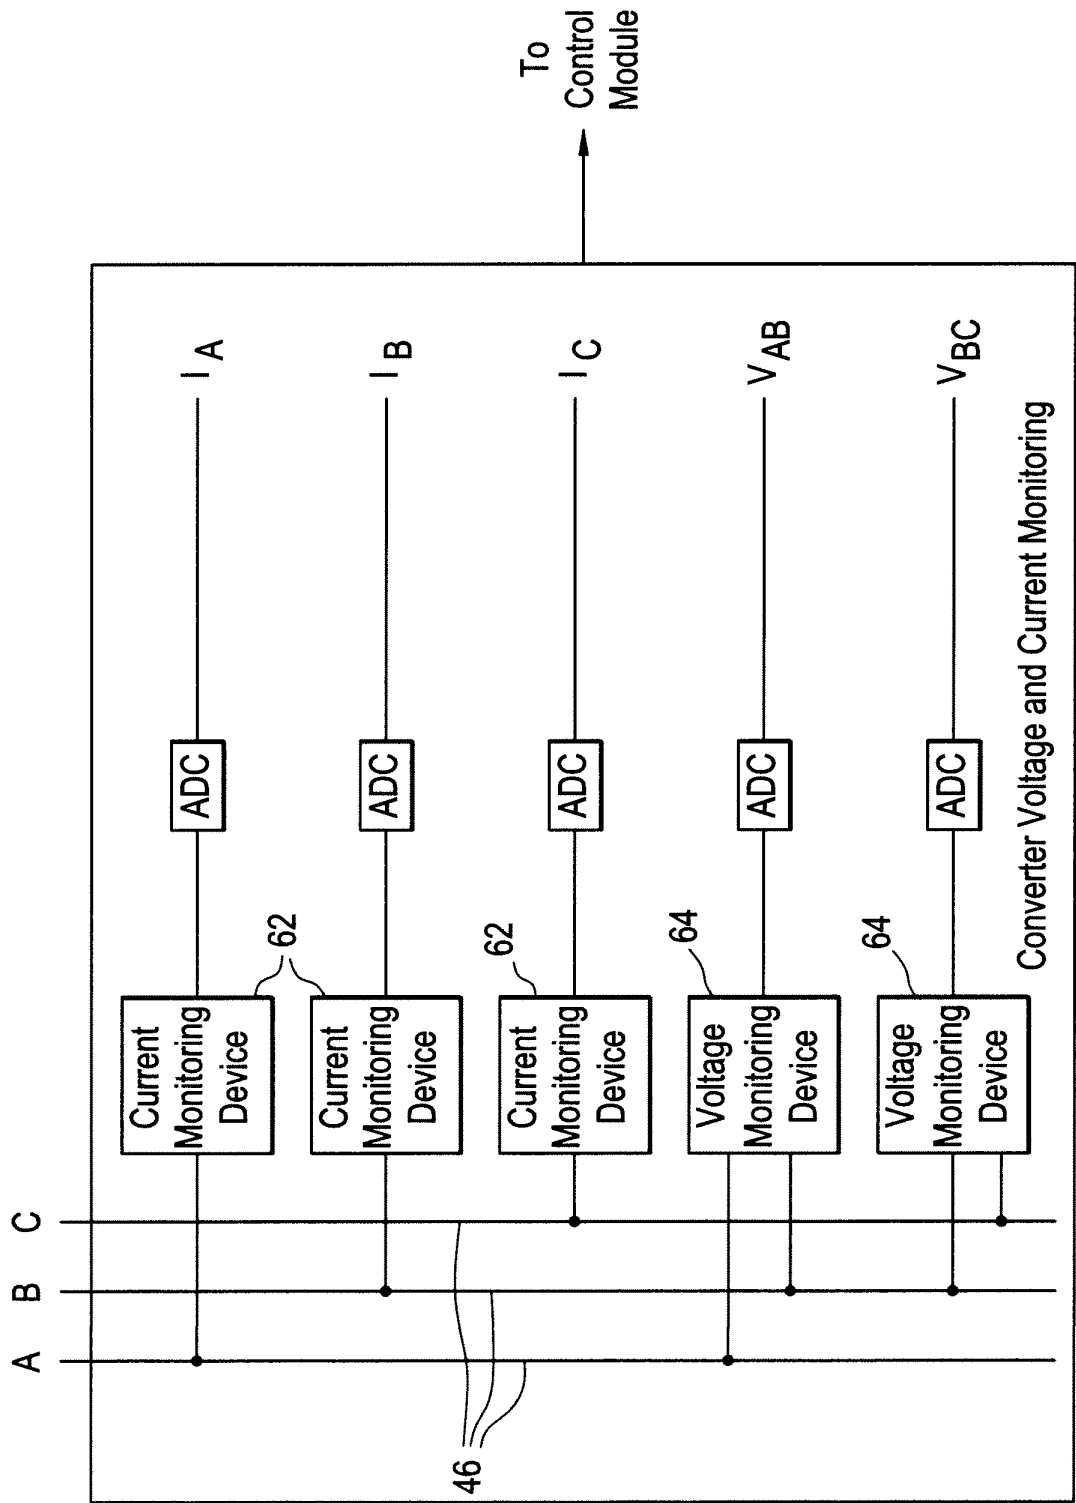 A
B
C
Current
Monitoring
Device
62
ADC
I A
Current
Monitoring
Device
ADC
I B
Current
Monitoring
Device
62
ADC
I C
Voltage
Monitoring
Device
64
ADC
V AB
Voltage
Monitoring
Device
64
ADC
V BC
46
Converter Voltage and Current Monitoring
To
Control
Module